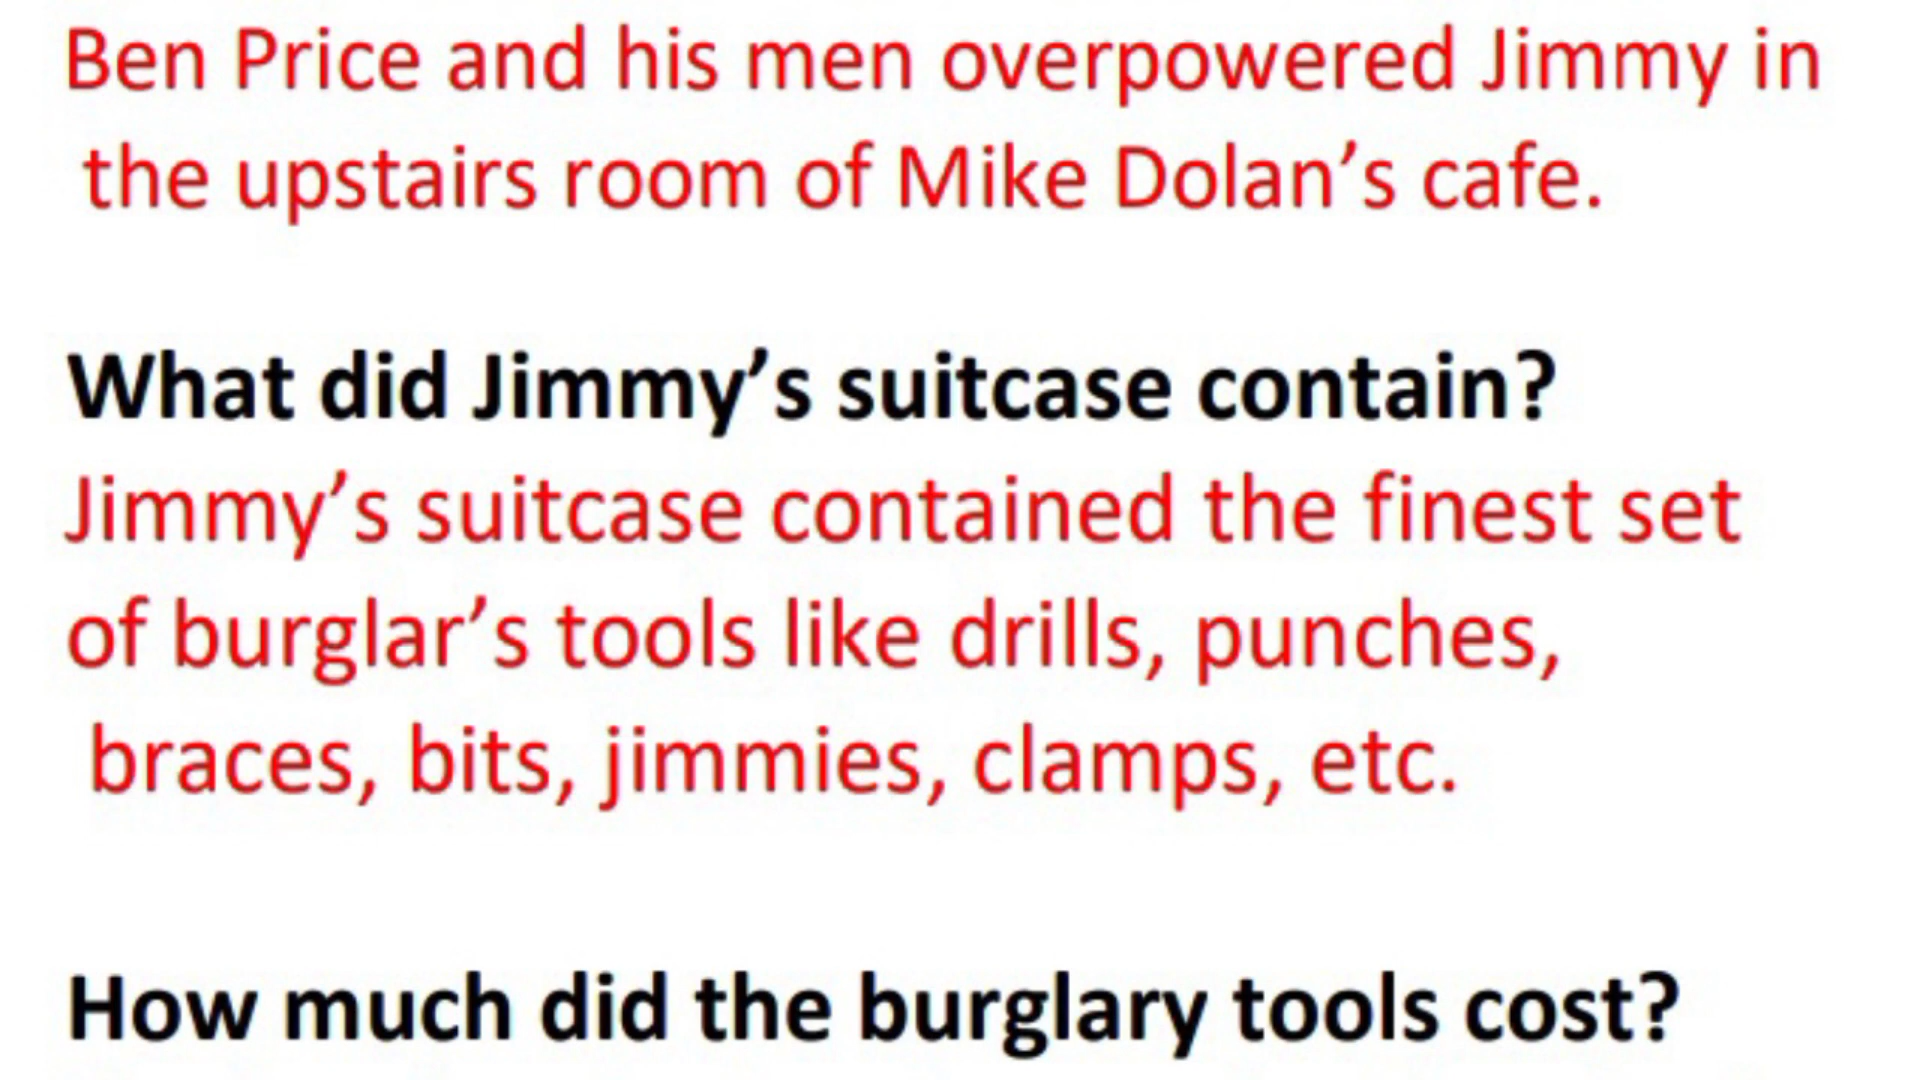 Ben Price and his men overpowered Jimmy in
the upstairs room of Mike Dolan’s cafe.
What did Jimmy’s suitcase contain?
Jimmy’s suitcase contained the finest set
of burglar’s tools like drills, punches,
braces, bits, jimmies, clamps, etc.
How much did the burglary tools cost?